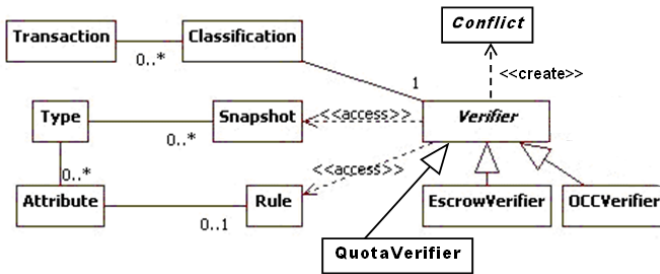 Conflict
Transaction
Classification
0..*
<<create>>
1
Type
Snapshot
<<access>>
Verifier
0..*
<<access>>
0..*
Attribute
Rule
EscrowVerifier
OCCVerifier
0..1
QuotaVerifier